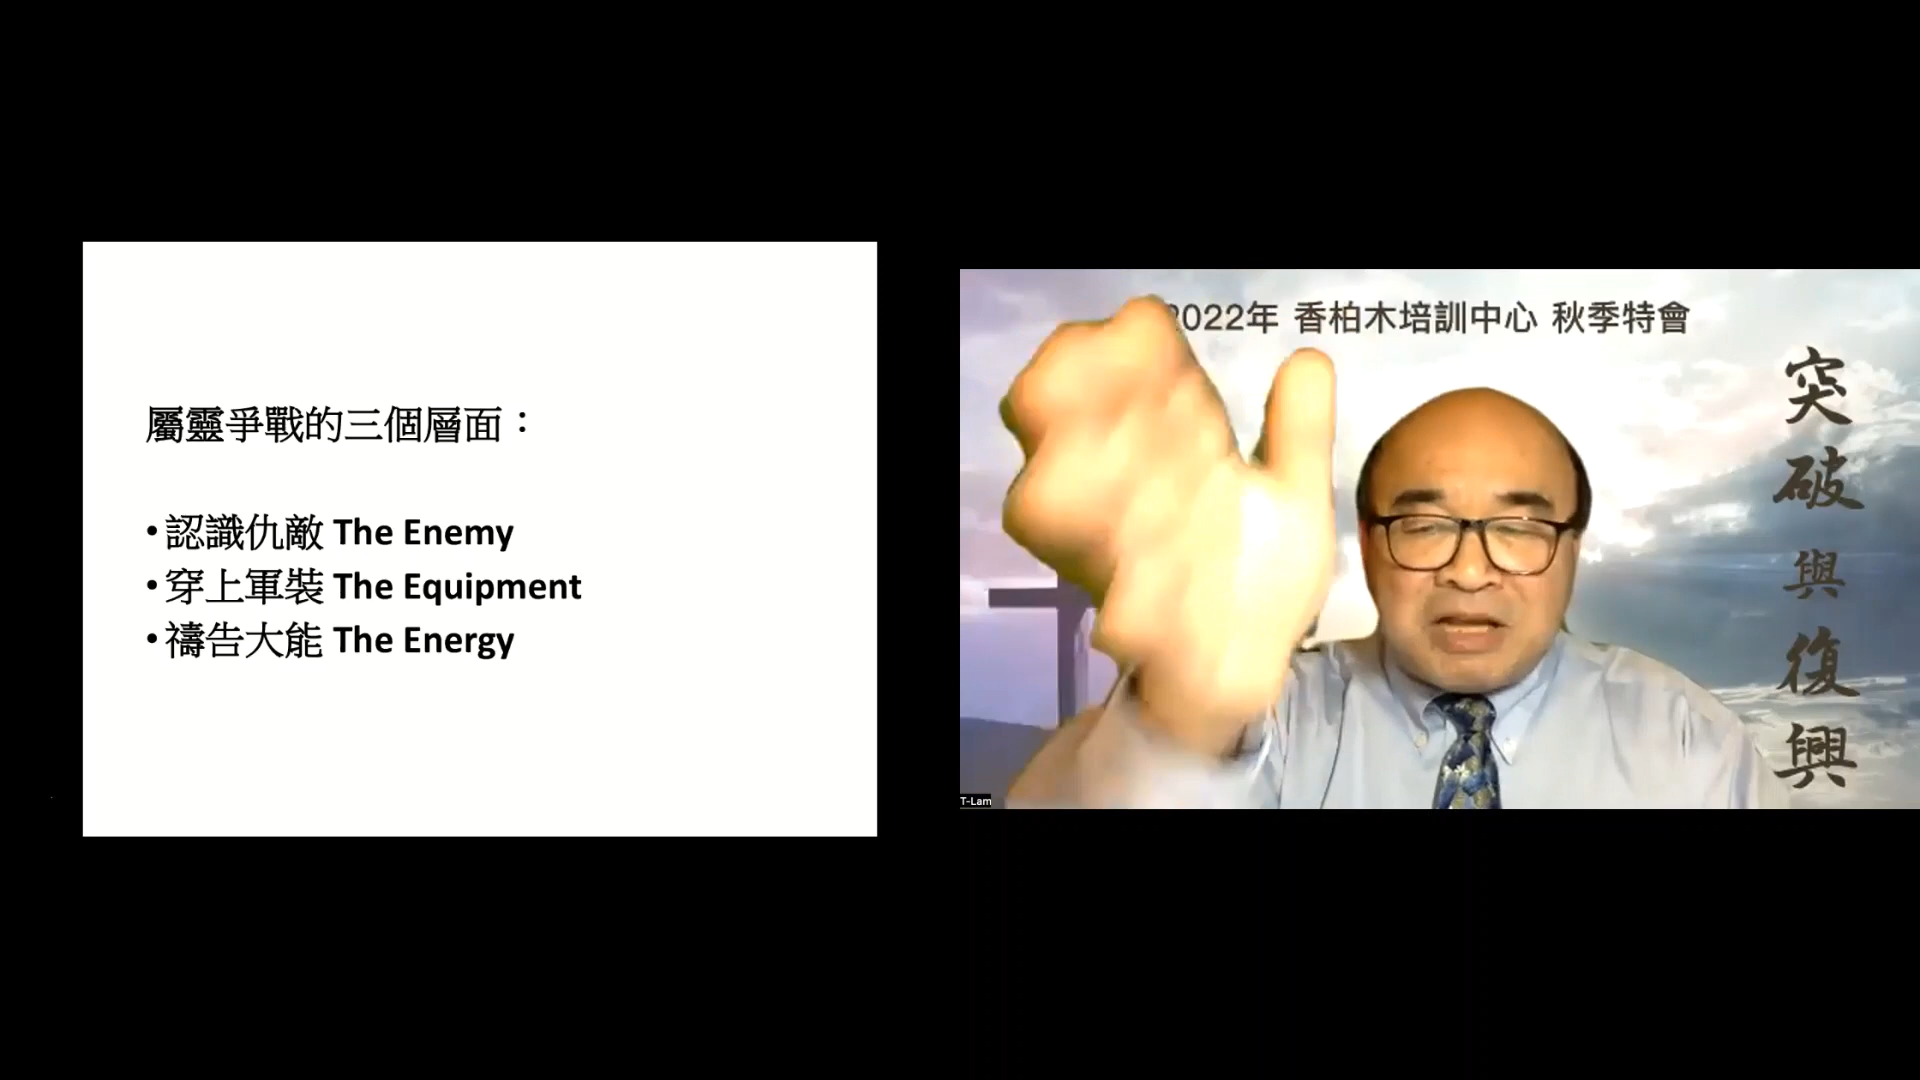 屬靈爭戰的三個層面：
•認識仇敵 The Enemy
•穿上軍裝 The Equipment
•禱告大能 The Energy
2022年 香柏木培訓中心 秋季特會
突破與復興
T-Lam